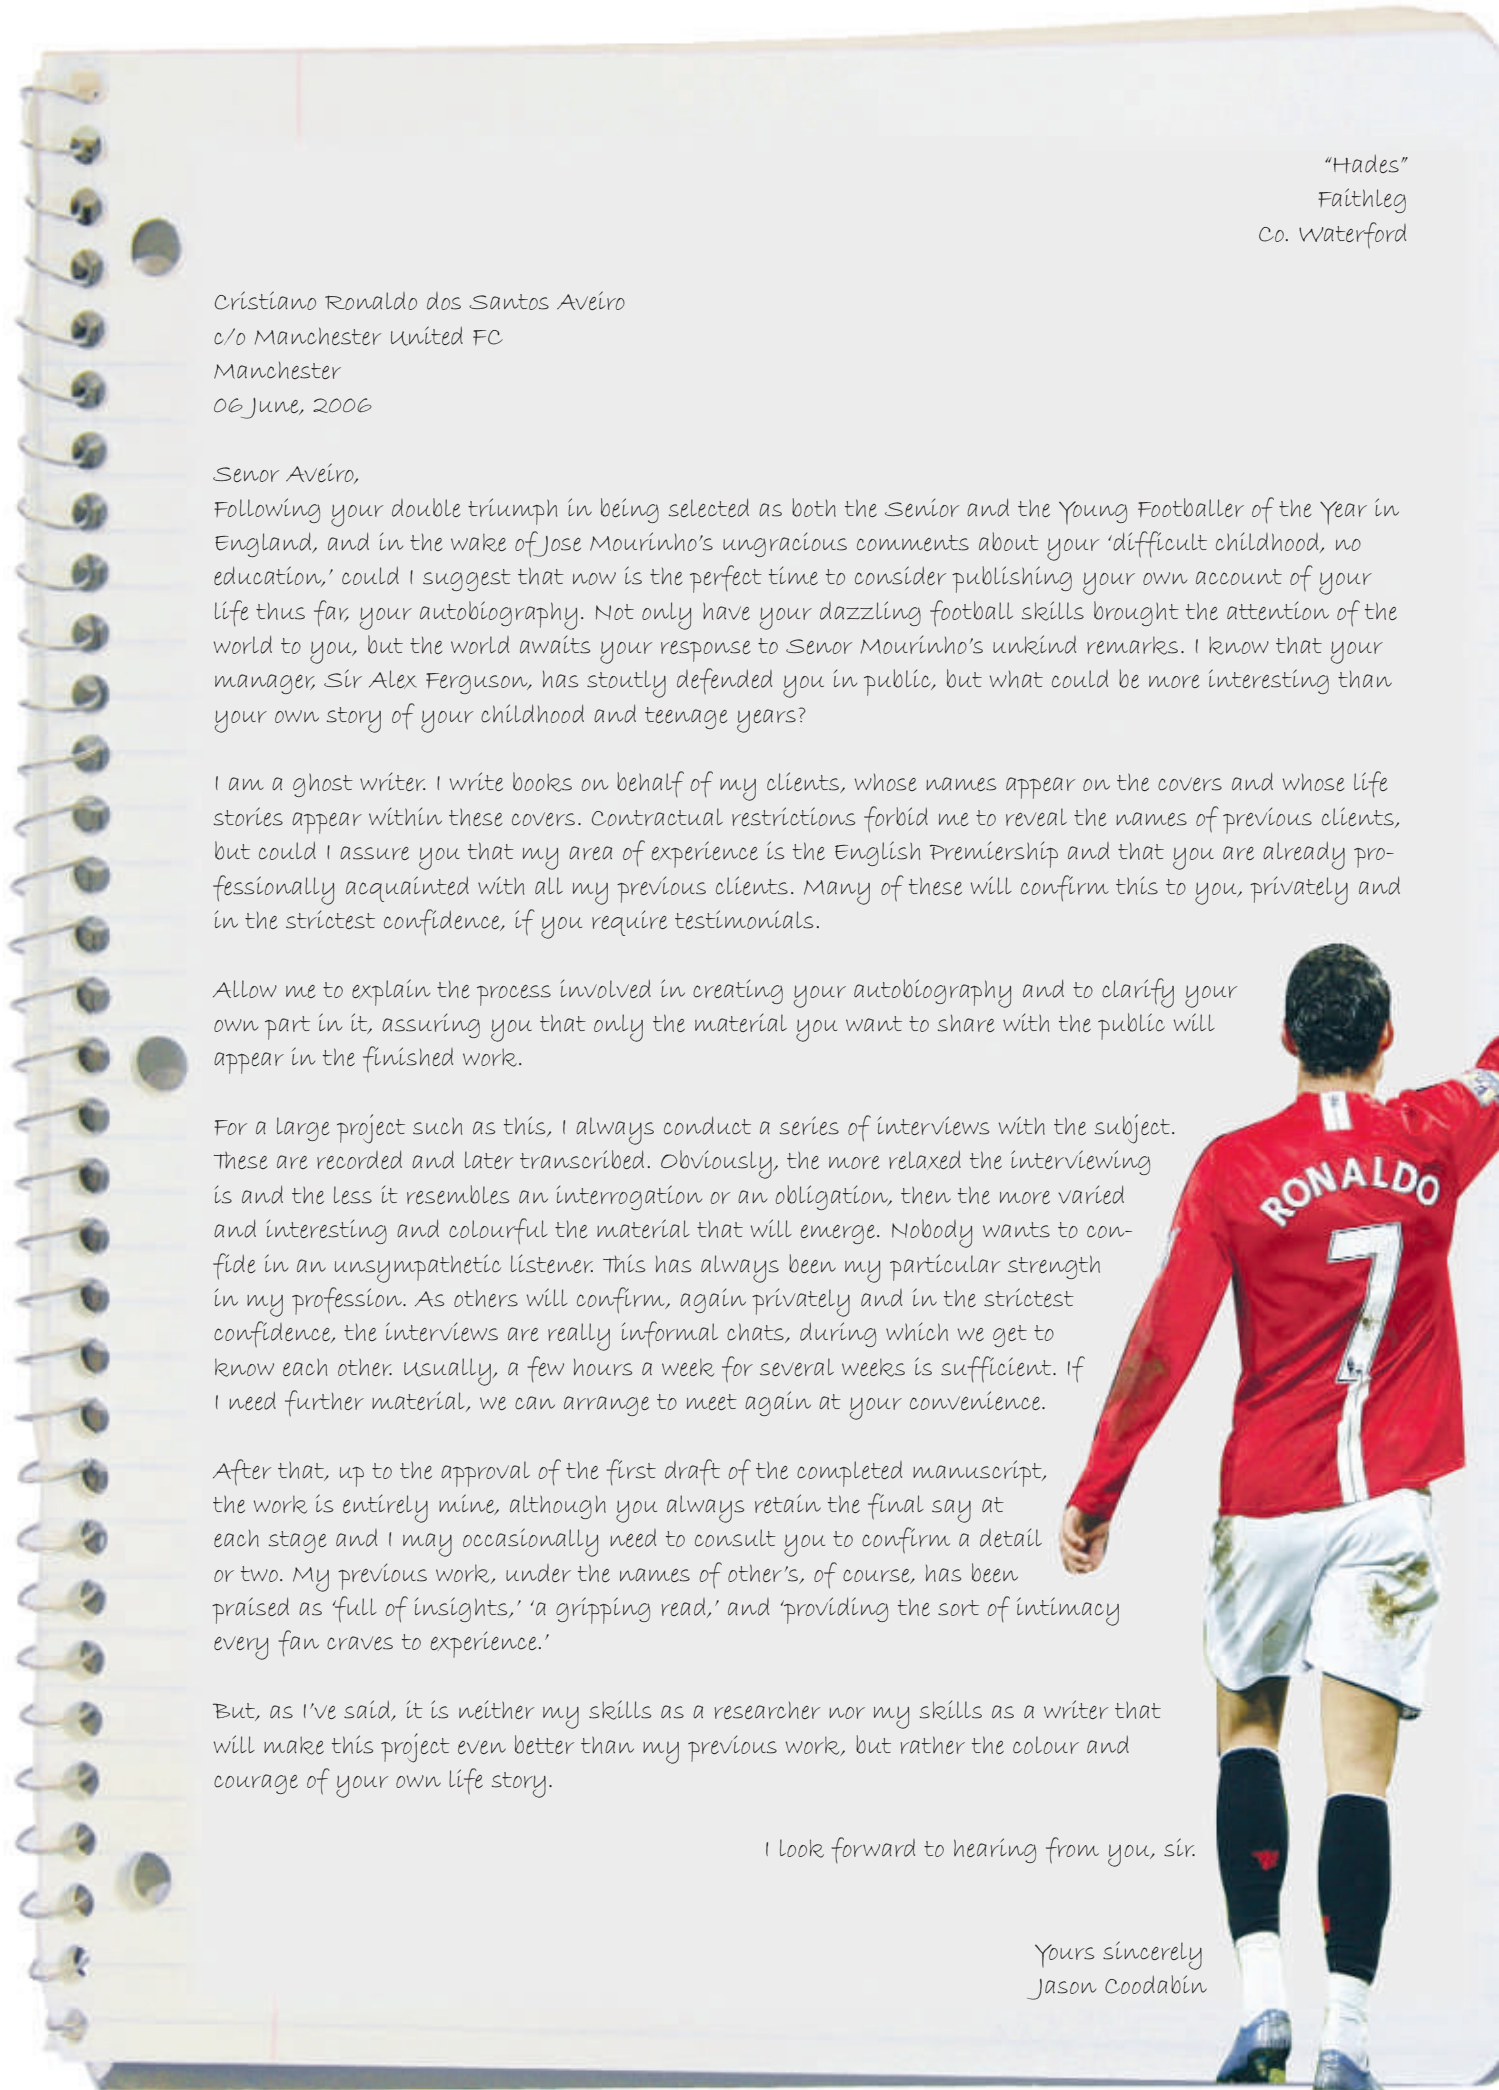 "Hades"
Faithleg
Co. Waterford
Cristiano Ronaldo dos Santos Aveiro
c/o Manchester United FC
Manchester
06 June, 2006
Senor Aveiro,
Following your double triumph in being selected as both the Senior and the Young Footballer of the Year in
England, and in the wake of Jose Mourinho's ungracious comments about your 'difficult childhood, no
education,' could I suggest that now is the perfect time to consider publishing your own account of your
life thus far, your autobiography. Not only have your dazzling football skills brought the attention of the
world to you, but the world awaits your response to Senor Mourinho's unkind remarks. I know that your
manager, Sir Alex Ferguson, has stoutly defended you in public, but what could be more interesting than
your own story of your childhood and teenage years?
I am a ghost writer. I write books on behalf of my clients, whose names appear on the covers and whose life
stories appear within these covers. Contractual restrictions forbid me to reveal the names of previous clients,
but could I assure you that my area of experience is the English Premiership and that you are already pro-
fessionally acquainted with all my previous clients. Many of these will confirm this to you, privately and
in the strictest confidence, if you require testimonials.
Allow me to explain the process involved in creating your autobiography and to clarify your
own part in it, assuring you that only the material you want to share with the public will
appear in the finished work.
For a large project such as this, I always conduct a series of interviews with the subject.
These are recorded and later transcribed. Obviously, the more relaxed the interviewing
is and the less it resembles an interrogation or an obligation, then the more varied
and interesting and colourful the material that will emerge. Nobody wants to con-
fide in an unsympathetic listener. This has always been my particular strength
in my profession. As others will confirm, again privately and in the strictest
confidence, the interviews are really informal chats, during which we get to
know each other. Usually, a few hours a week for several weeks is sufficient. If
I need further material, we can arrange to meet again at your convenience.
After that, up to the approval of the first draft of the completed manuscript,
the work is entirely mine, although you always retain the final say at
each stage and I may occasionally need to consult you to confirm a detail
or two. My previous work, under the names of other's, of course, has been
praised as 'full of insights,' 'a gripping read,' and 'providing the sort of intimacy
every fan craves to experience.'
But, as I've said, it is neither my skills as a researcher nor my skills as a writer that
will make this project even better than my previous work, but rather the colour and
courage of your own life story.
I look forward to hearing from you, sir.
Yours sincerely
Jason Coodabin
RONALDO
7